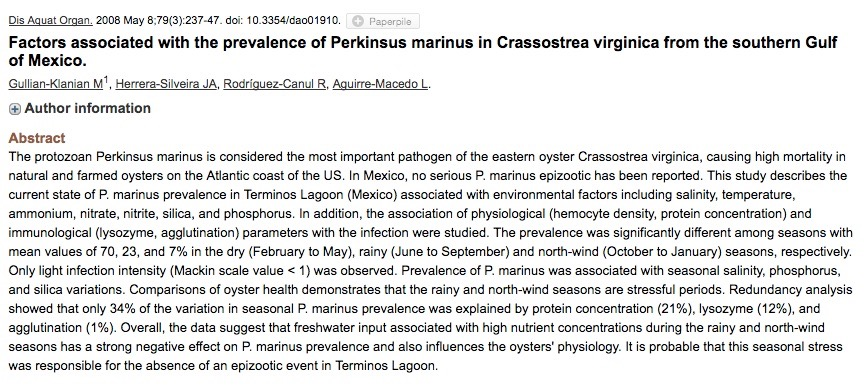 Dis Aquat Organ. 2008 May 8;79(3):237-47. doi: 10.3354/dao01910. Paperpile
Factors associated with the prevalence of Perkinsus marinus in Crassostrea virginica from the southern Gulf
of Mexico.
Gullian-Klanian M1, Herrera-Silveira JA, Rodríguez-Canul R, Aguirre-Macedo L.
Author information
Abstract
The protozoan Perkinsus marinus is considered the most important pathogen of the eastern oyster Crassostrea virginica, causing high mortality in
natural and farmed oysters on the Atlantic coast of the US. In Mexico, no serious P. marinus epizootic has been reported. This study describes the
current state of P. marinus prevalence in Terminos Lagoon (Mexico) associated with environmental factors including salinity, temperature,
ammonium, nitrate, nitrite, silica, and phosphorus. In addition, the association of physiological (hemocyte density, protein concentration) and
immunological (lysozyme, agglutination) parameters with the infection were studied. The prevalence was significantly different among seasons with
mean values of 70, 23, and 7% in the dry (February to May), rainy (June to September) and north-wind (October to January) seasons, respectively.
Only light infection intensity (Mackin scale value < 1) was observed. Prevalence of P. marinus was associated with seasonal salinity, phosphorus,
and silica variations. Comparisons of oyster health demonstrates that the rainy and north-wind seasons are stressful periods. Redundancy analysis
showed that only 34% of the variation in seasonal P. marinus prevalence was explained by protein concentration (21%), lysozyme (12%), and
agglutination (1%). Overall, the data suggest that freshwater input associated with high nutrient concentrations during the rainy and north-wind
seasons has a strong negative effect on P. marinus prevalence and also influences the oysters' physiology. It is probable that this seasonal stress
was responsible for the absence of an epizootic event in Terminos Lagoon.